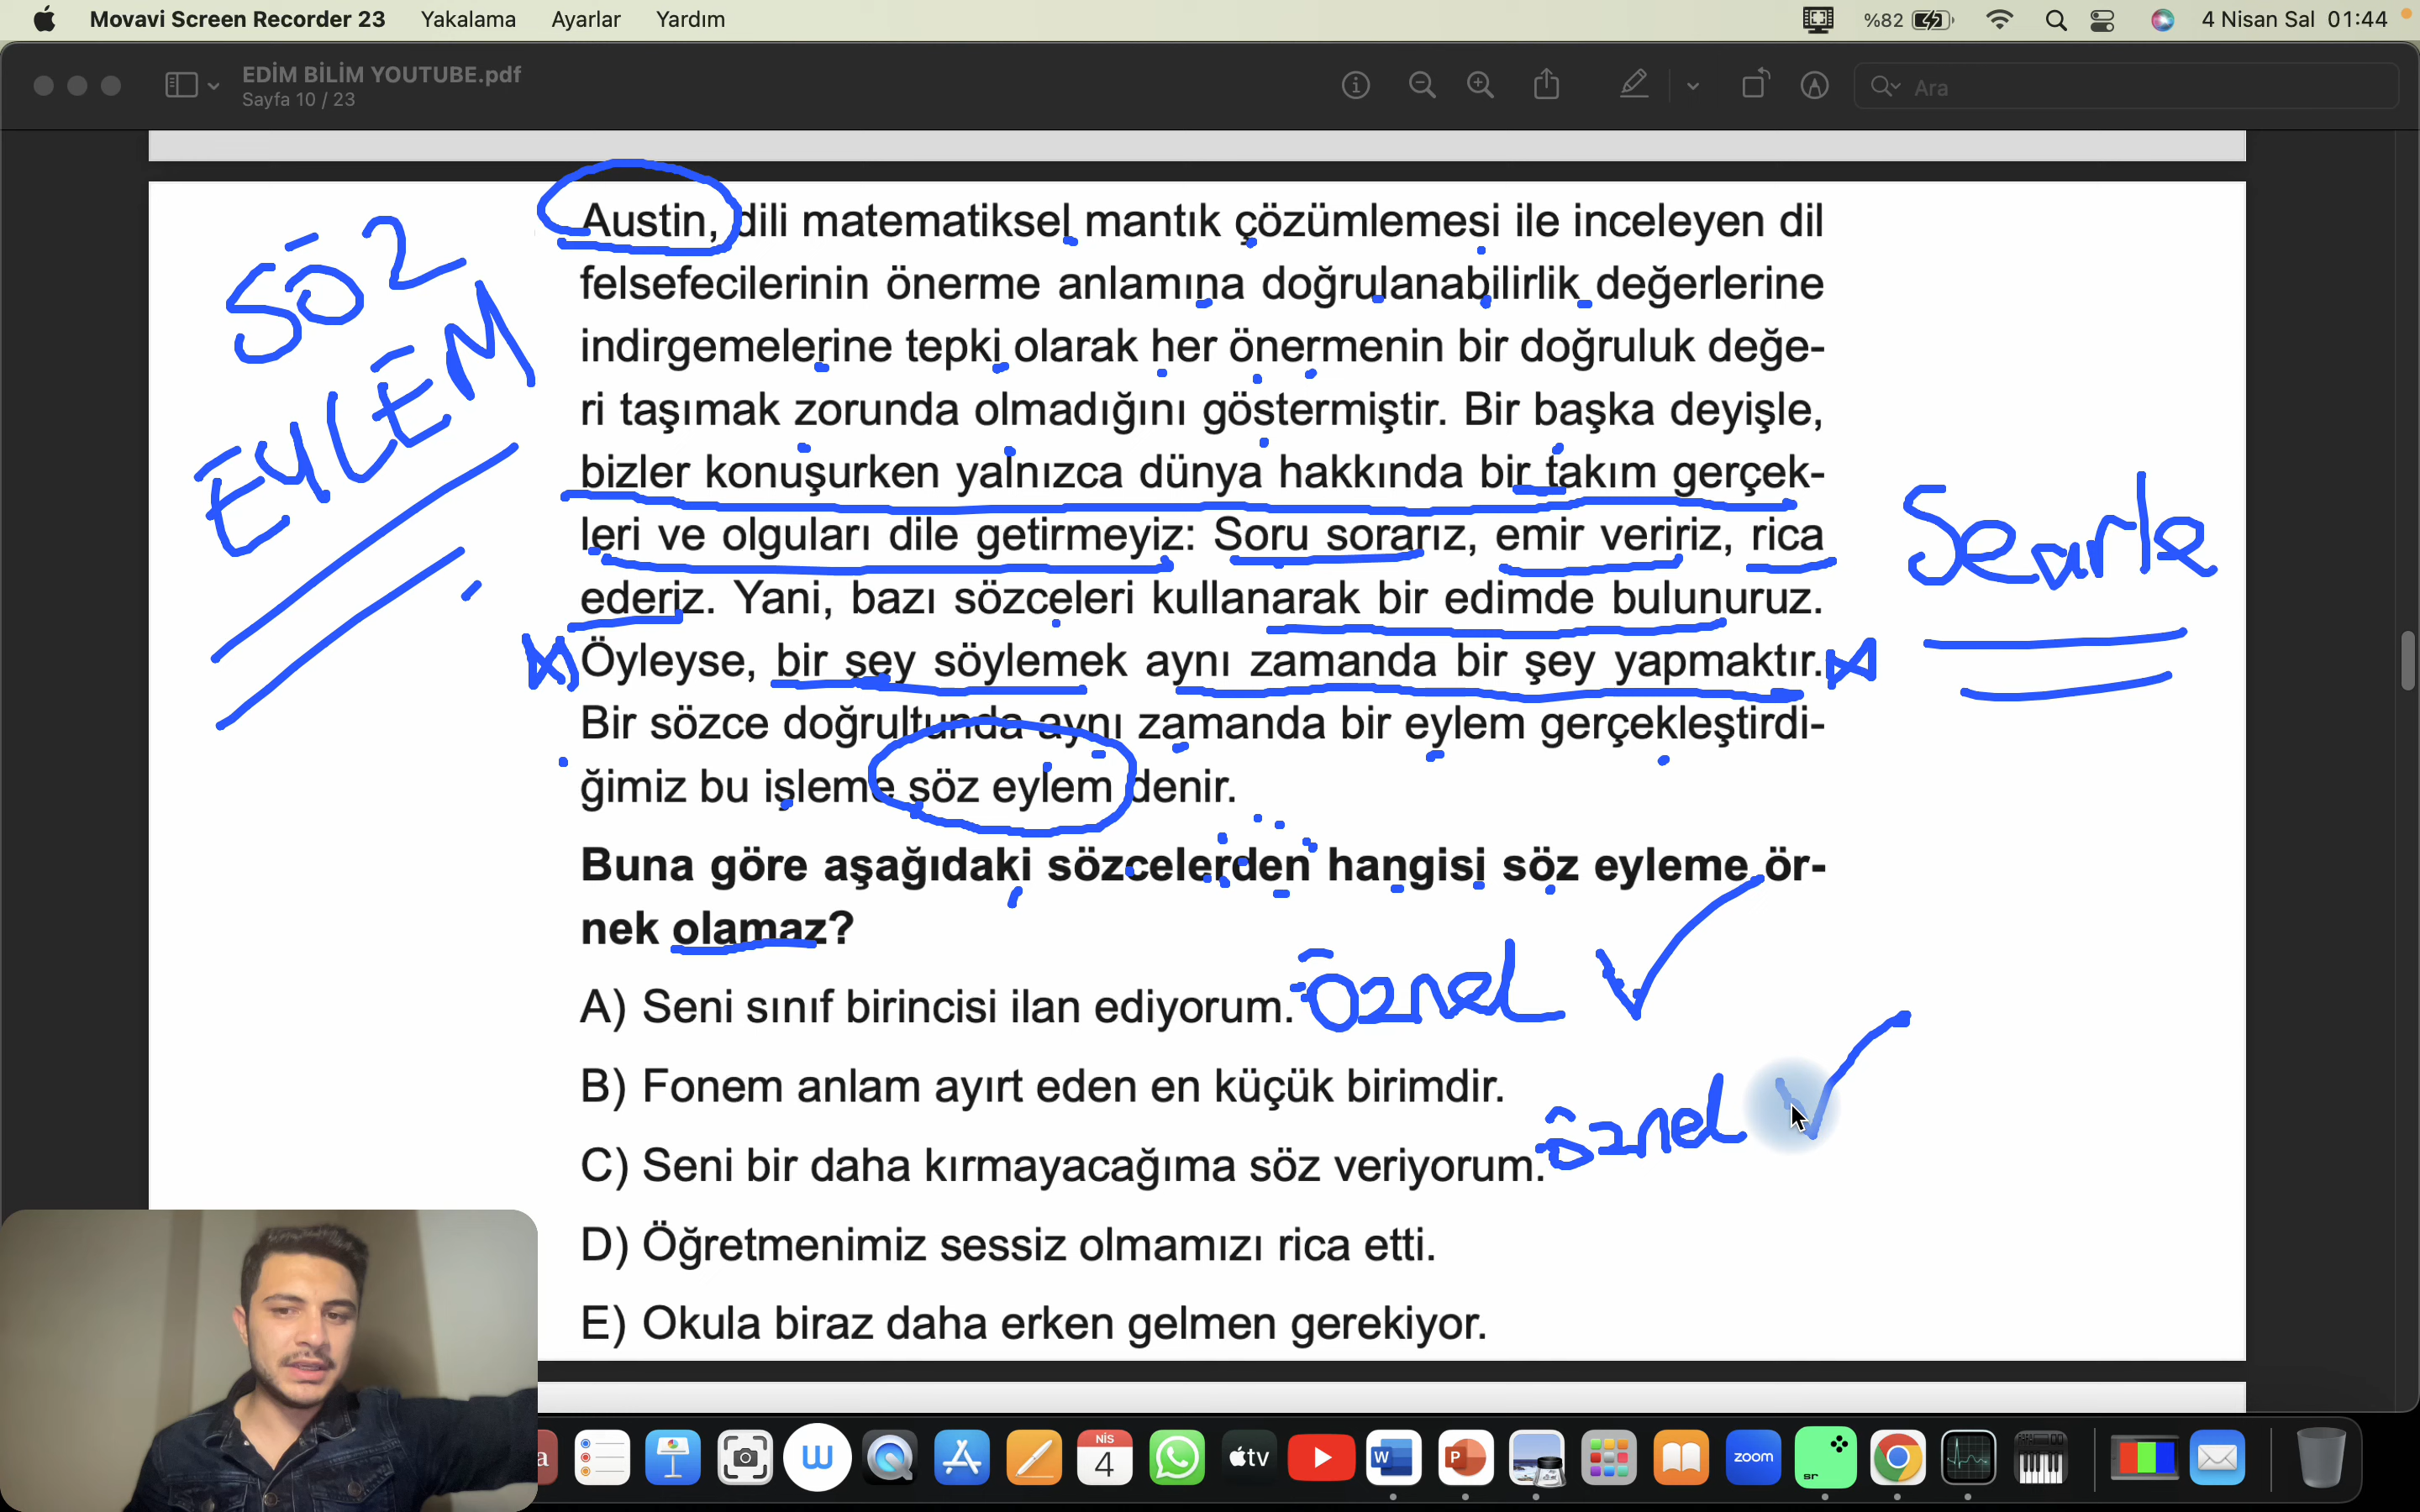 Movavi Screen Recorder 23 Yakalama Ayarlar Yardım %82 4 Nisan Sal 01:44
EDİM BİLİM YOUTUBE.pdf
Sayfa 10 / 23
Ara
SÖZ
EYLEM
Austin, dili matematiksel mantık çözümlemesi ile inceleyen dil
felsefecilerinin önerme anlamına doğrulanabilirlik değerlerine
indirgemelerine tepki olarak her önermenin bir doğruluk değe-
ri taşımak zorunda olmadığını göstermiştir. Bir başka deyişle,
bizler konuşurken yalnızca dünya hakkında bir takım gerçek-
leri ve olguları dile getirmeyiz: Soru sorarız, emir veririz, rica
ederiz. Yani, bazı sözceleri kullanarak bir edimde bulunuruz.
Öyleyse, bir şey söylemek aynı zamanda bir şey yapmaktır.
Bir sözce doğrultunda aynı zamanda bir eylem gerçekleştirdi-
ğimiz bu işleme söz eylem denir.
Searle
Buna göre aşağıdaki sözcelerden hangisi söz eyleme ör-
nek olamaz?
A) Seni sınıf birincisi ilan ediyorum. öznel
B) Fonem anlam ayırt eden en küçük birimdir.
C) Seni bir daha kırmayacağıma söz veriyorum. öznel
D) Öğretmenimiz sessiz olmamızı rica etti.
E) Okula biraz daha erken gelmen gerekiyor.
a W NİS 4 tv W P zoom sr